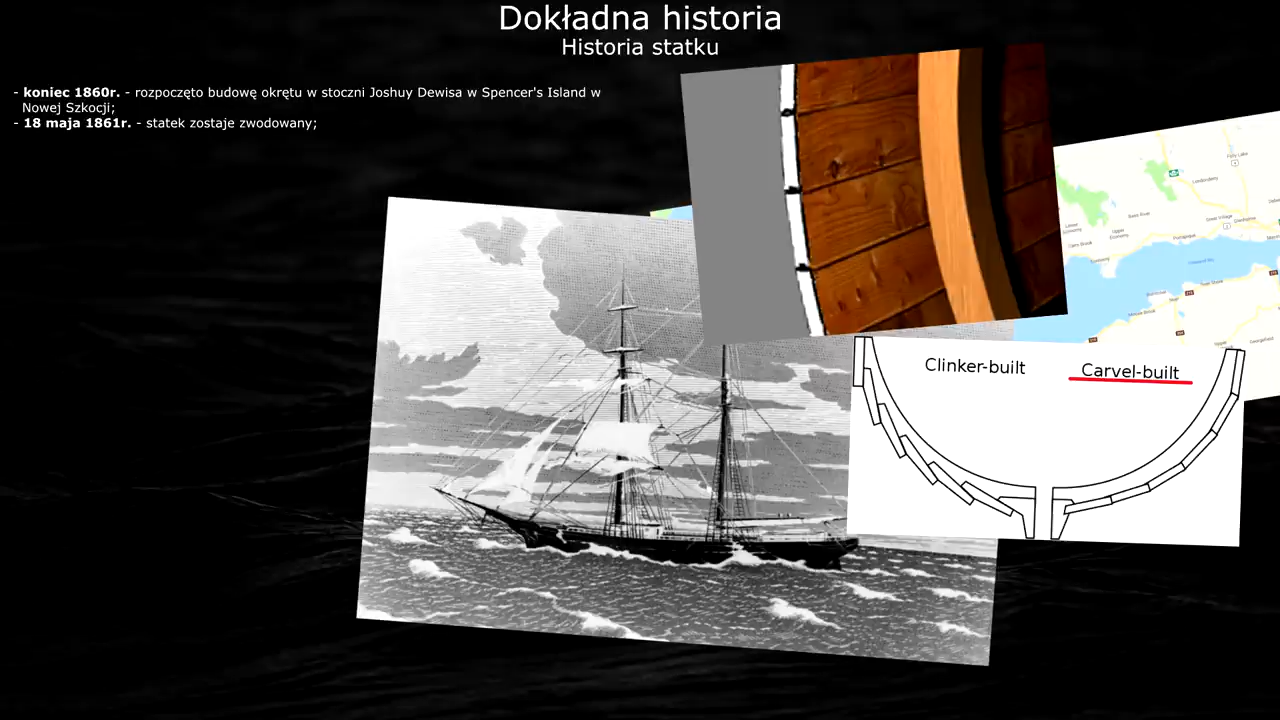 Dokładna historia
Historia statku
- koniec 1860r. - rozpoczęto budowę okrętu w stoczni Joshuy Dewisa w Spencer's Island w
Nowej Szkocji;
- 18 maja 1861r. - statek zostaje zwodowany;
Clinker-built
Carvel-built